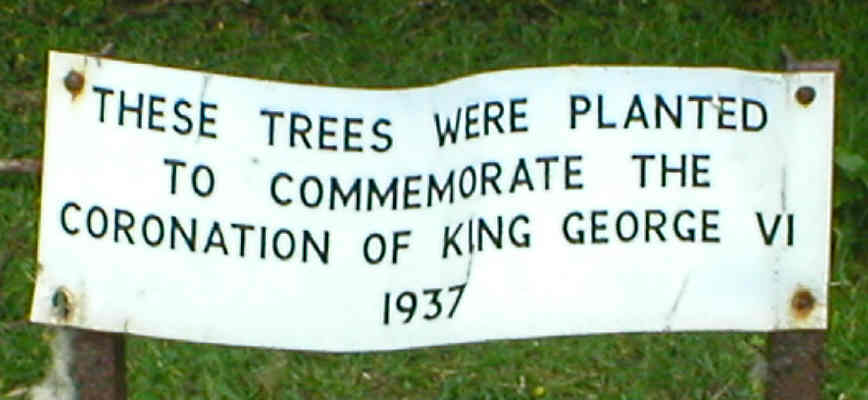 THESE TREES WERE PLANTED
TO COMMEMORATE THE
CORONATION OF KING GEORGE VI
1937